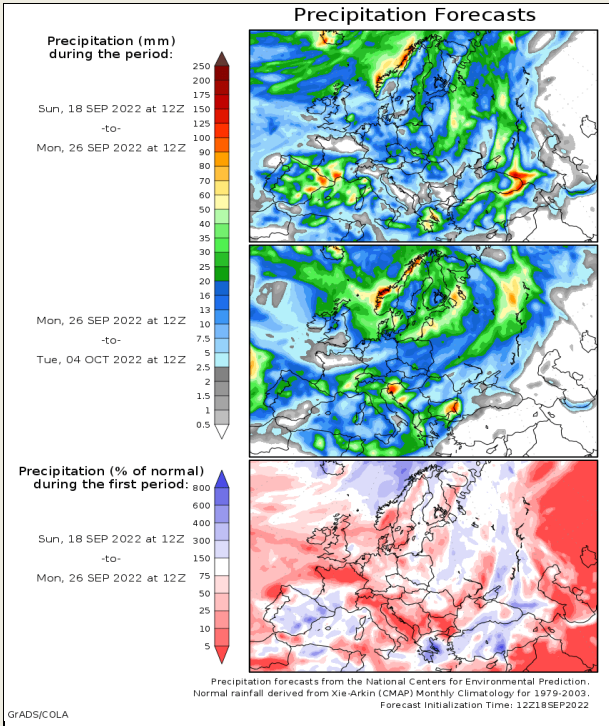 Precipitation Forecasts
Precipitation (mm)
during the period:
Sun, 18 SEP 2022 at 12Z
-to-
Mon, 26 SEP 2022 at 12Z
250
200
175
150
125
100
90
80
70
60
50
40
35
30
25
20
16
13
10
7.5
5
2.5
2
1.5
1
0.5
Mon, 26 SEP 2022 at 12Z
-to-
Tue, 04 OCT 2022 at 12Z
Precipitation (% of normal)
during the first period:
Sun, 18 SEP 2022 at 12Z
-to-
Mon, 26 SEP 2022 at 12Z
800
600
400
300
150
75
50
25
10
5
Precipitation forecasts from the National Centers for Environmental Prediction.
Normal rainfall derived from Xie-Arkin (CMAP) Monthly Climatology for 1979-2003.
Forecast Initialization Time: 12Z18SEP2022
GrADS/COLA